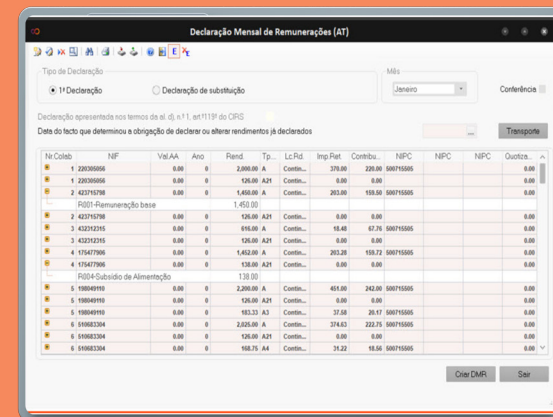 Declaração Mensal de Remunerações (AT)
Tipo de Declaração
Mês
1ª Declaração
Declaração de substituição
Janeiro
Conferência
Declaração apresentada nos termos da al. d), n.º 1, artº119º do CIRS
Data do facto que determinou a obrigação de declarar ou alterar rendimentos já declarados
...
Transporte
Nr.Colab NIF Val.AA Ano Rend. Tp... Lc.Rd. Imp.Ret. Contribu... NIPC NIPC NIPC Quotiza...
1 220305056 0.00 0 2,000.00 A Contin... 370.00 220.00 500715505 0.00
1 220305056 0.00 0 126.00 A21 Contin... 0.00 0.00 0.00
2 423715798 0.00 0 1,450.00 A Contin... 203.00 159.50 500715505 0.00
R001-Remuneração base 1,450.00
2 423715798 0.00 0 126.00 A21 Contin... 0.00 0.00 0.00
3 432312315 0.00 0 616.00 A Contin... 18.48 67.75 500715505 0.00
3 432312315 0.00 0 126.00 A21 Contin... 0.00 0.00 0.00
4 175477906 0.00 0 1,452.00 A Contin... 203.28 159.72 500715505 0.00
4 175477906 0.00 0 138.00 A21 Contin... 0.00 0.00 0.00
R004-Subsídio de Alimentação 138.00
5 198049110 0.00 0 2,200.00 A Contin... 451.00 242.00 500715505 0.00
5 198049110 0.00 0 126.00 A21 Contin... 0.00 0.00 0.00
5 198049110 0.00 0 183.33 A3 Contin... 37.58 20.17 500715505 0.00
6 510683304 0.00 0 2,025.00 A Contin... 374.63 222.75 500715505 0.00
6 510683304 0.00 0 126.00 A21 Contin... 0.00 0.00 0.00
6 510683304 0.00 0 168.75 A4 Contin... 31.22 18.56 500715505 0.00
Criar DMR
Sair